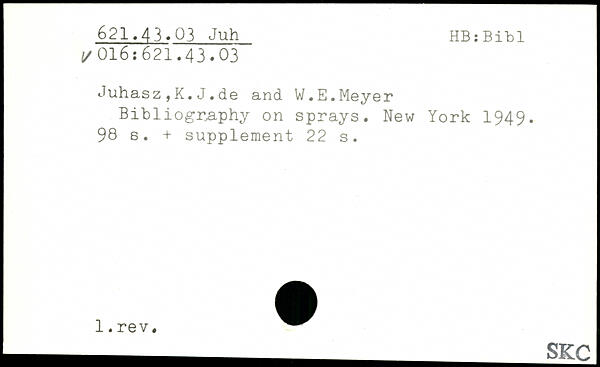 621.43.03 Juh HB:Bibl
√ 016:621.43.03
Juhasz,K.J.de and W.E.Meyer
Bibliography on sprays. New York 1949.
98 s. + supplement 22 s.
1.rev.
SKC